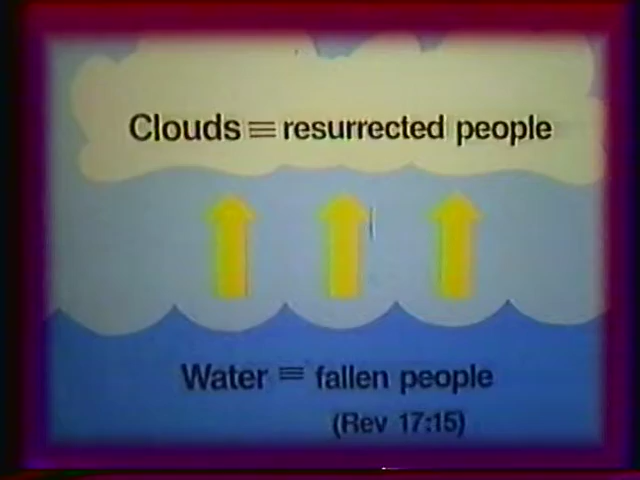 Clouds ≡ resurrected people
Water ≡ fallen people
(Rev 17:15)